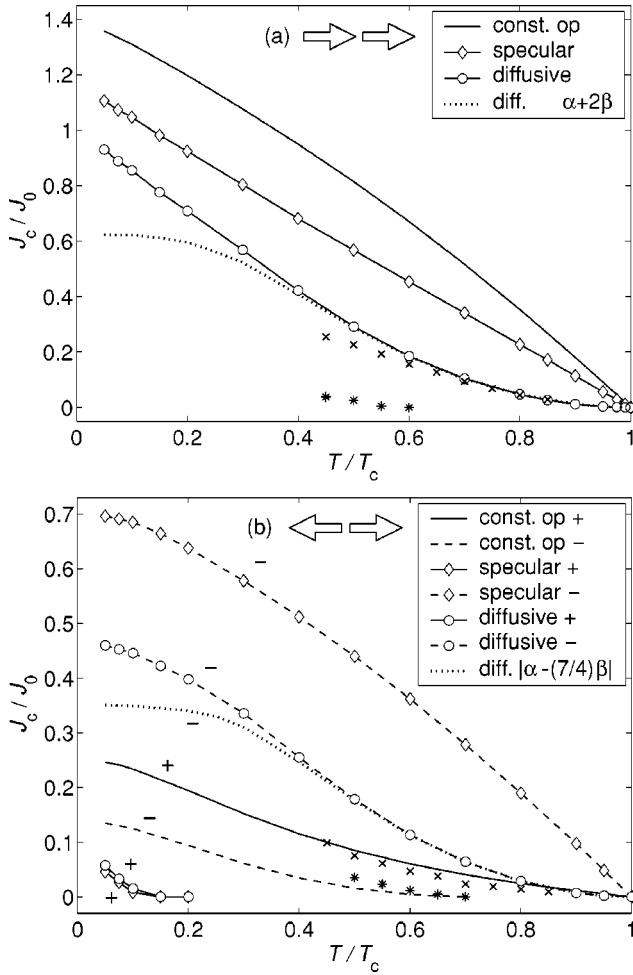 1.4
1.2
1
0.8
0.6
0.4
0.2
0
J_c / J_0
(a)
const. op
specular
diffusive
diff. α+2β
0 0.2 0.4 0.6 0.8 1
T / T_c
0.7
0.6
0.5
0.4
0.3
0.2
0.1
0
J_c / J_0
(b)
const. op +
const. op −
specular +
specular −
diffusive +
diffusive −
diff. |α-(7/4)β|
−
−
−
+
−
+
+
0 0.2 0.4 0.6 0.8 1
T / T_c